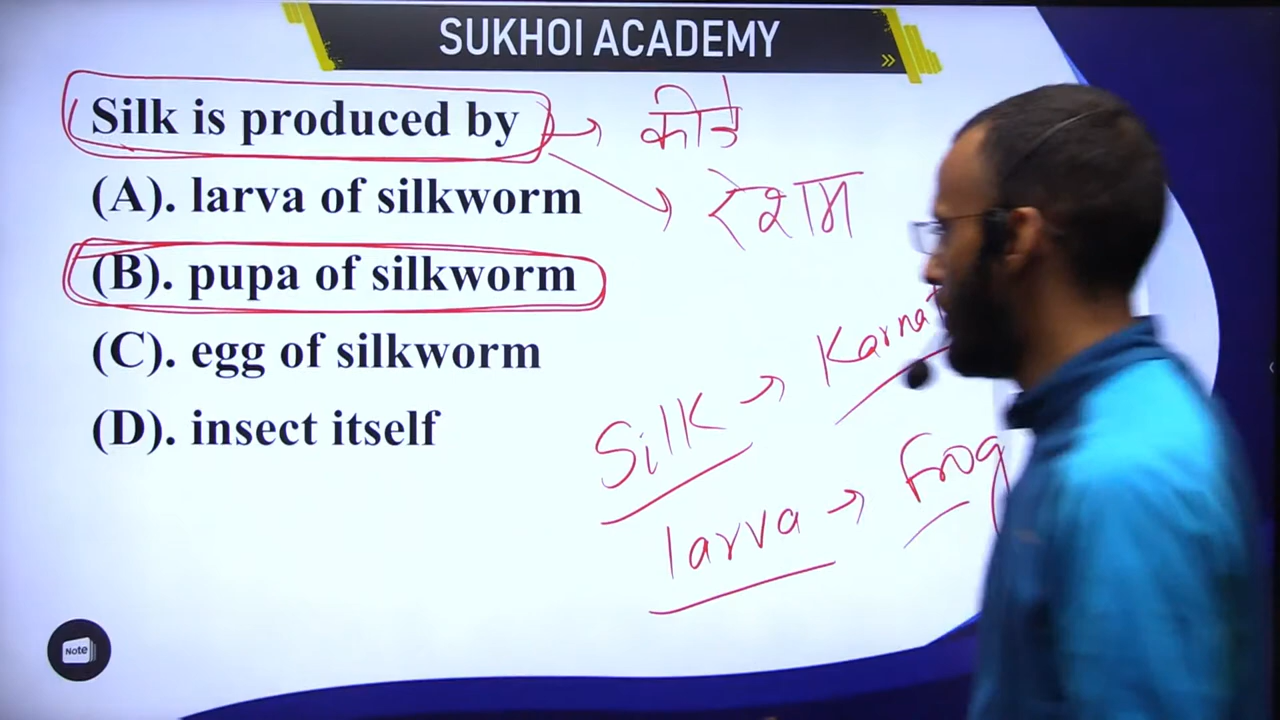 SUKHOI ACADEMY
Silk is produced by → कीडे
(A). larva of silkworm → रेशम
(B). pupa of silkworm
(C). egg of silkworm
(D). insect itself
Silk →
larva → Frog
Note